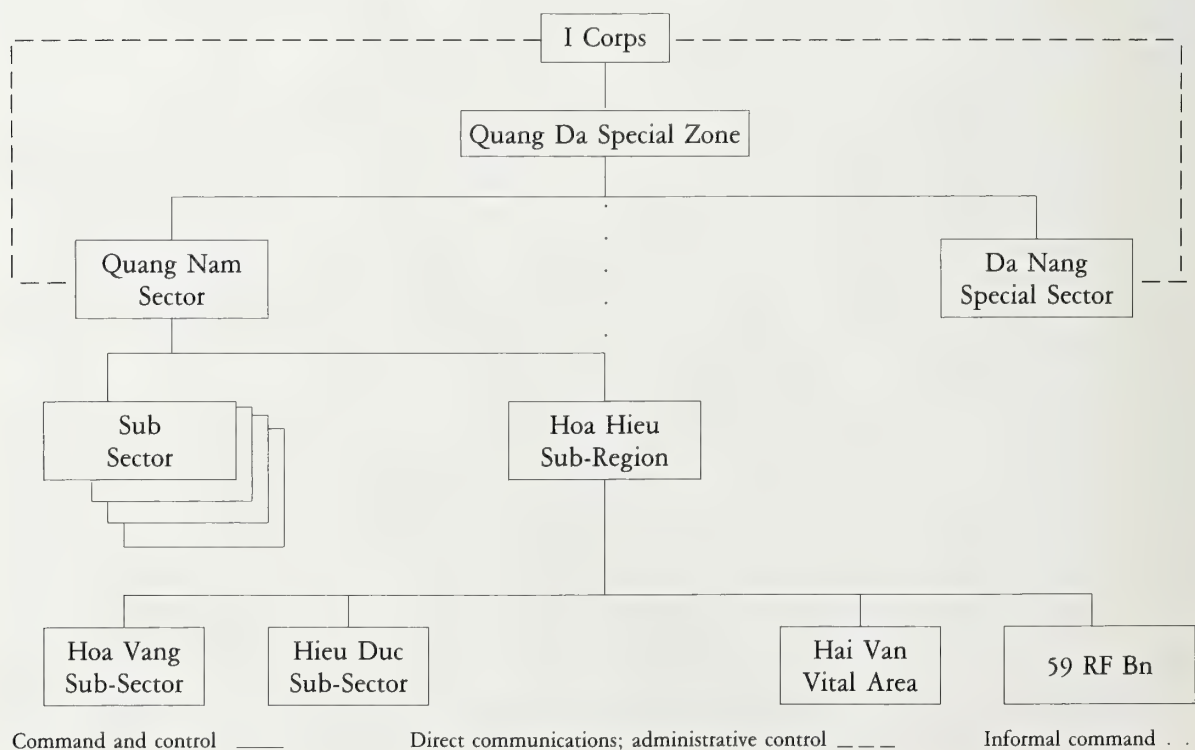 I Corps
Quang Da Special Zone
Quang Nam
Sector
Da Nang
Special Sector
Sub
Sector
Hoa Hieu
Sub-Region
Hoa Vang
Sub-Sector
Hieu Duc
Sub-Sector
Hai Van
Vital Area
59 RF Bn
Command and control ____ Direct communications; administrative control _ _ _ Informal command . .